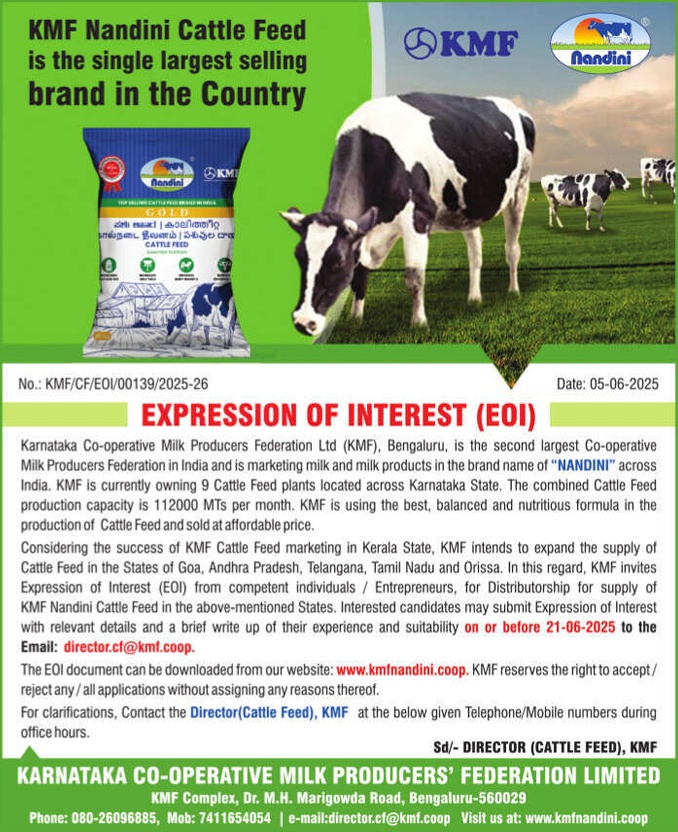 KMF Nandini Cattle Feed
is the single largest selling
brand in the Country
KMF
®
Nandini
Nandini
KMF
TOP SELLING CATTLE FEED BRAND IN INDIA
GOLD
കാലിത്തീറ്റ
CATTLE FEED
No.: KMF/CF/EOI/00139/2025-26
Date: 05-06-2025
EXPRESSION OF INTEREST (EOI)
Karnataka Co-operative Milk Producers Federation Ltd (KMF), Bengaluru, is the second largest Co-operative
Milk Producers Federation in India and is marketing milk and milk products in the brand name of “NANDINI” across
India. KMF is currently owning 9 Cattle Feed plants located across Karnataka State. The combined Cattle Feed
production capacity is 112000 MTs per month. KMF is using the best, balanced and nutritious formula in the
production of Cattle Feed and sold at affordable price.
Considering the success of KMF Cattle Feed marketing in Kerala State, KMF intends to expand the supply of
Cattle Feed in the States of Goa, Andhra Pradesh, Telangana, Tamil Nadu and Orissa. In this regard, KMF invites
Expression of Interest (EOI) from competent individuals / Entrepreneurs, for Distributorship for supply of
KMF Nandini Cattle Feed in the above-mentioned States. Interested candidates may submit Expression of Interest
with relevant details and a brief write up of their experience and suitability on or before 21-06-2025 to the
Email: director.cf@kmf.coop.
The EOI document can be downloaded from our website: www.kmfnandini.coop. KMF reserves the right to accept /
reject any / all applications without assigning any reasons thereof.
For clarifications, Contact the Director(Cattle Feed), KMF at the below given Telephone/Mobile numbers during
office hours.
Sd/- DIRECTOR (CATTLE FEED), KMF
KARNATAKA CO-OPERATIVE MILK PRODUCERS’ FEDERATION LIMITED
KMF Complex, Dr. M.H. Marigowda Road, Bengaluru-560029
Phone: 080-26096885, Mob: 7411654054 | e-mail:director.cf@kmf.coop Visit us at: www.kmfnandini.coop